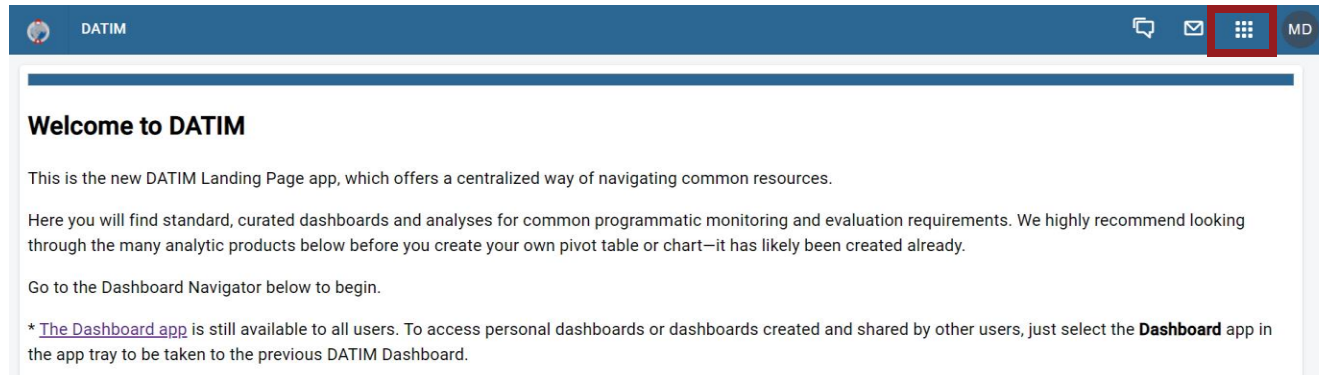 DATIM
MD
Welcome to DATIM
This is the new DATIM Landing Page app, which offers a centralized way of navigating common resources.
Here you will find standard, curated dashboards and analyses for common programmatic monitoring and evaluation requirements. We highly recommend looking
through the many analytic products below before you create your own pivot table or chart—it has likely been created already.
Go to the Dashboard Navigator below to begin.
* The Dashboard app is still available to all users. To access personal dashboards or dashboards created and shared by other users, just select the Dashboard app in
the app tray to be taken to the previous DATIM Dashboard.